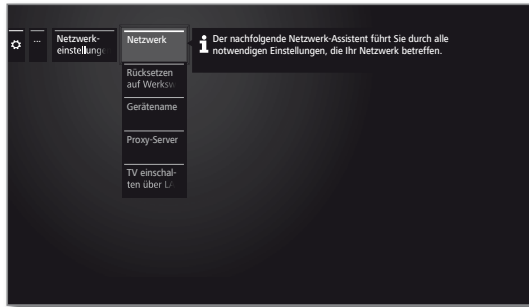 ...
Netzwerk-
einstellung
Netzwerk
Der nachfolgende Netzwerk-Assistent führt Sie durch alle
notwendigen Einstellungen, die Ihr Netzwerk betreffen.
Rücksetzen
auf Werksw
Gerätename
Proxy-Server
TV einschal-
ten über LA